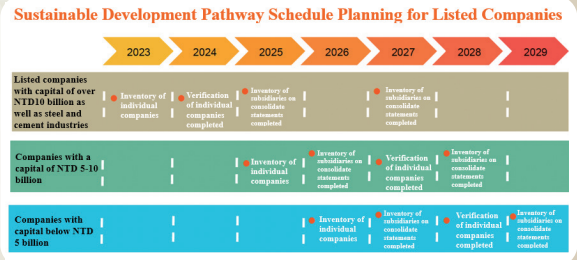 Sustainable Development Pathway Schedule Planning for Listed Companies
2023
2024
2025
2026
2027
2028
2029
Listed companies
with capital of over
NTD10 billion as
well as steel and
cement industries
Inventory of
individual
companies
Verification
of individual
companies
completed
Inventory of
subsidiaries on
consolidate
statements
completed
Inventory of
subsidiaries on
consolidate
statements
completed
Companies with a
capital of NTD 5-10
billion
Inventory of
individual
companies
Inventory of
subsidiaries on
consolidate
statements
completed
Verification
of individual
companies
completed
Inventory of
subsidiaries on
consolidate
statements
completed
Companies with
capital below NTD
5 billion
Inventory of
individual
companies
Inventory of
subsidiaries on
consolidate
statements
completed
Verification
of individual
companies
completed
Inventory of
subsidiaries on
consolidate
statements
completed